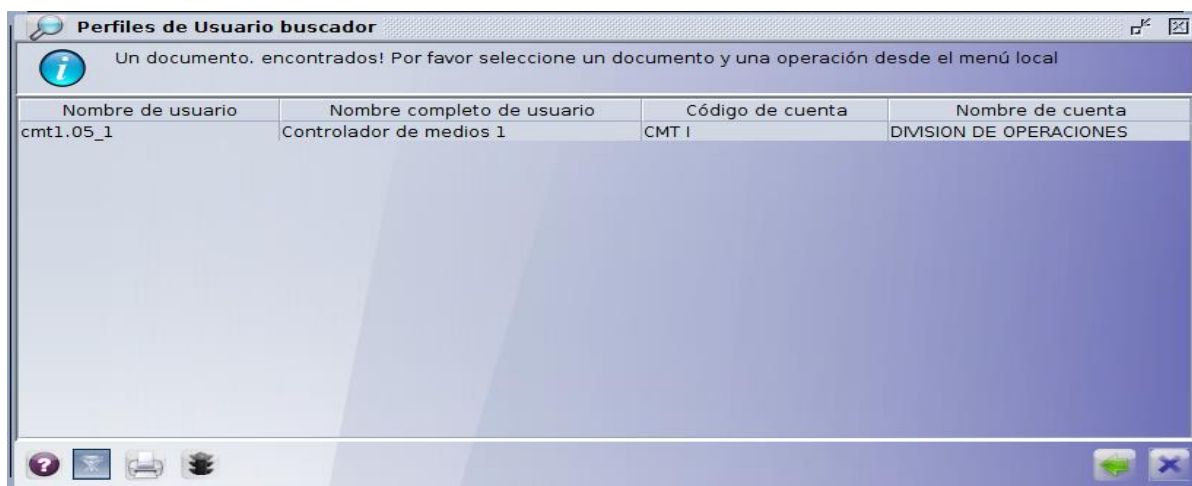 Perfiles de Usuario buscador
Un documento. encontrados! Por favor seleccione un documento y una operación desde el menú local
Nombre de usuario Nombre completo de usuario Código de cuenta Nombre de cuenta
cmt1.05_1 Controlador de medios 1 CMT I DIVISION DE OPERACIONES